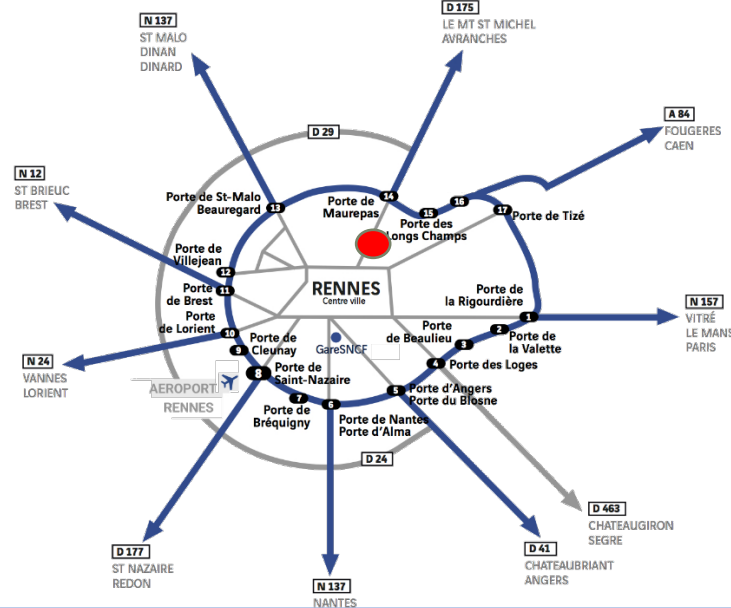 N 137
ST MALO
DINAN
DINARD
D 175
LE MT ST MICHEL
AVRANCHES
A 84
FOUGERES
CAEN
D 29
N 12
ST BRIEUC
BREST
Porte de St-Malo
Beauregard
13
Porte de
Maurepas
14
15
16
17
Porte des
Longs Champs
Porte de Tizé
Porte de
Villejean
12
Porte
de Brest
11
RENNES
Centre ville
Porte de
la Rigourdière
1
N 157
VITRÉ
LE MANS
PARIS
Porte
de Lorient
10
9
Porte de
Cleunay
GareSNCF
Porte
de Beaulieu
3
2
Porte de
la Valette
N 24
VANNES
LORIENT
AEROPORT
RENNES
8
Porte de
Saint-Nazaire
4
Porte des Loges
7
Porte de
Bréquigny
6
Porte de Nantes
Porte d'Alma
5
Porte d'Angers
Porte du Blosne
D 24
D 463
CHATEAUGIRON
SEGRE
D 177
ST NAZAIRE
REDON
D 41
CHATEAUBRIANT
ANGERS
N 137
NANTES